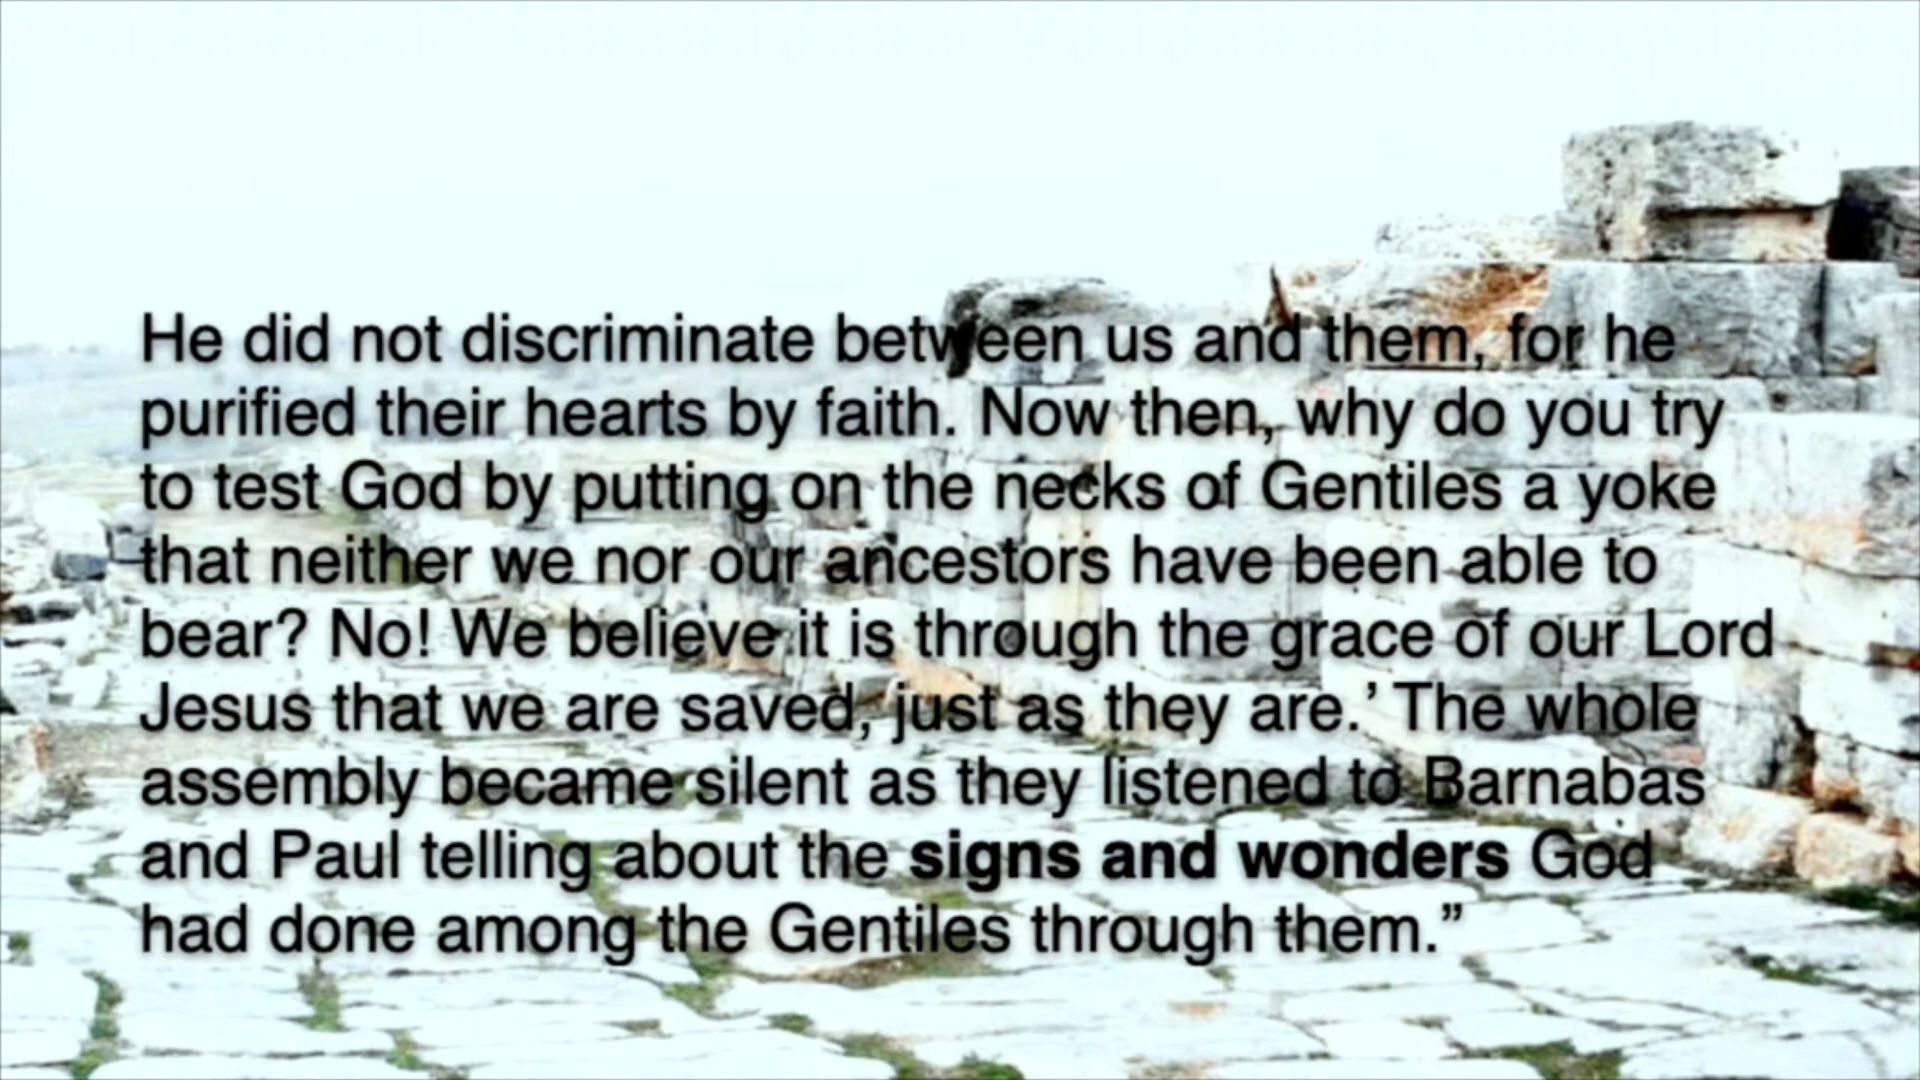 He did not discriminate between us and them, for he
purified their hearts by faith. Now then, why do you try
to test God by putting on the necks of Gentiles a yoke
that neither we nor our ancestors have been able to
bear? No! We believe it is through the grace of our Lord
Jesus that we are saved, just as they are.’ The whole
assembly became silent as they listened to Barnabas
and Paul telling about the signs and wonders God
had done among the Gentiles through them.”